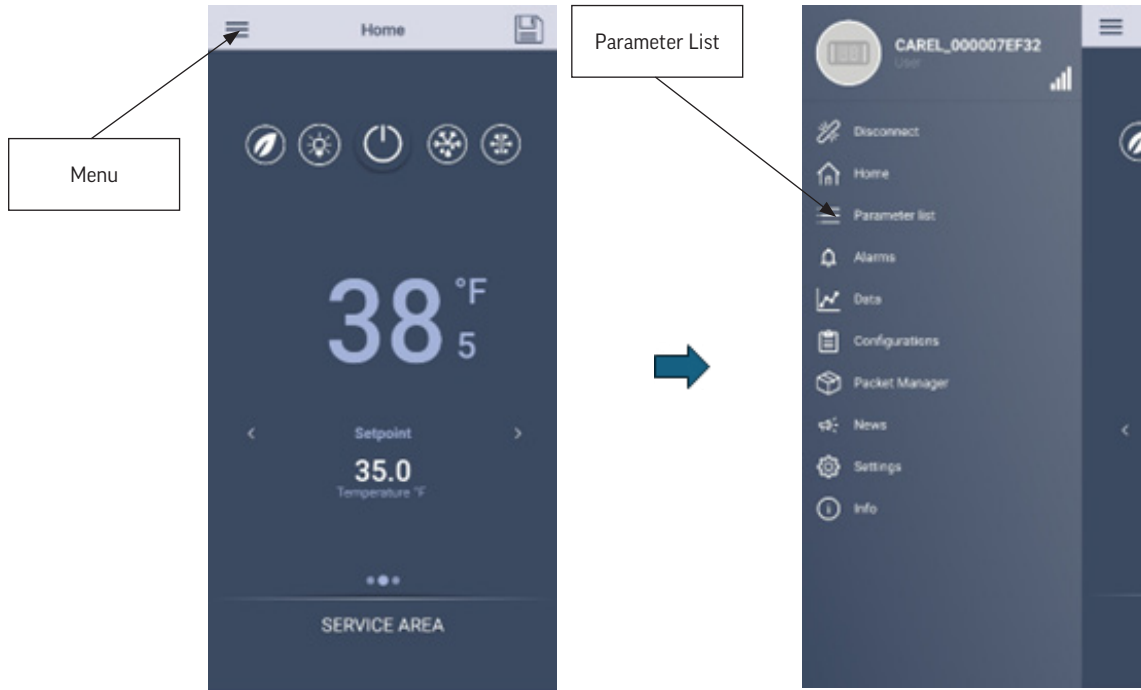 Home
Menu
38 °F
5
Setpoint
35.0
Temperature °F
SERVICE AREA
Parameter List
CAREL_000007EF32
User
Disconnect
Home
Parameter list
Alarms
Data
Configurations
Packet Manager
News
Settings
Info